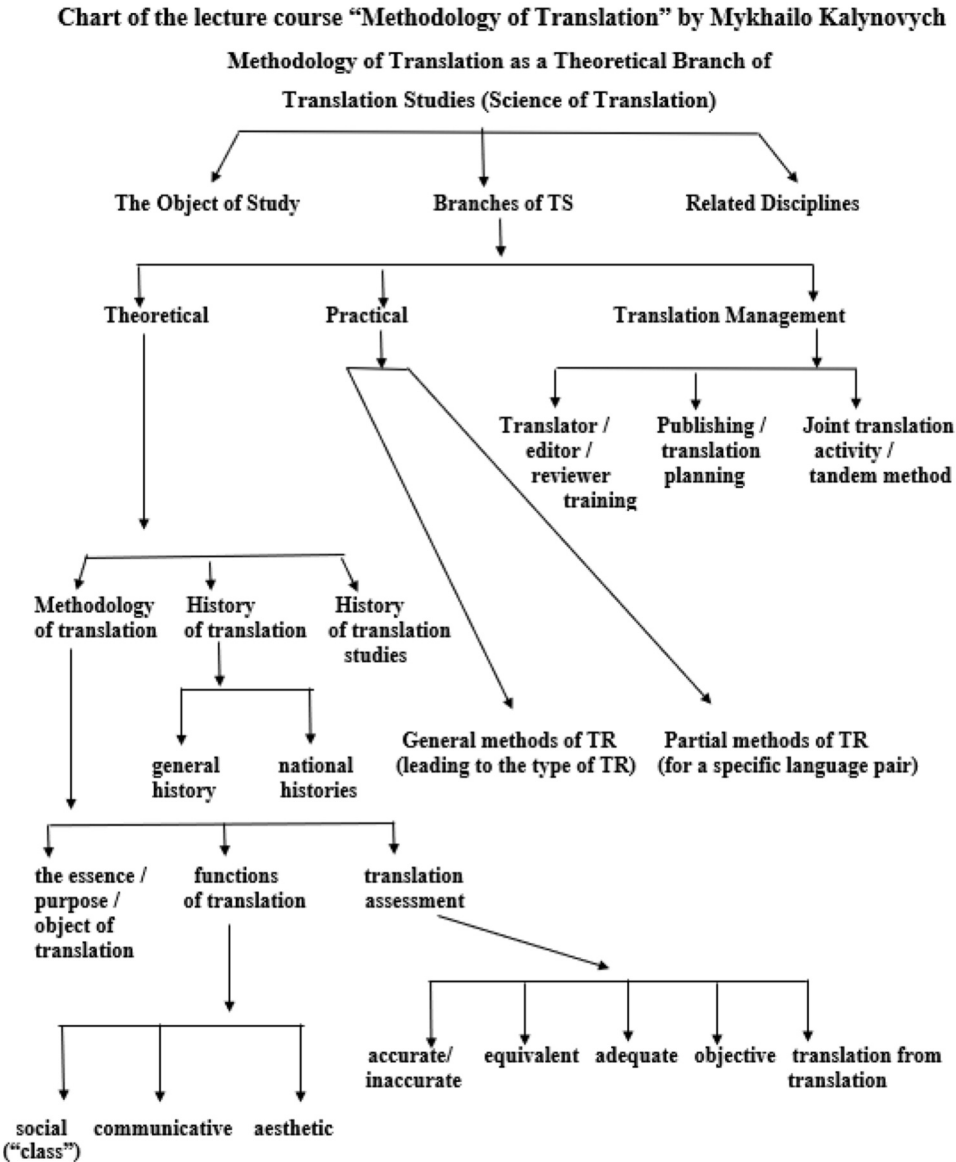 Chart of the lecture course “Methodology of Translation” by Mykhailo Kalynovych
Methodology of Translation as a Theoretical Branch of
Translation Studies (Science of Translation)
The Object of Study
Branches of TS
Related Disciplines
Theoretical
Practical
Translation Management
Translator /
editor /
reviewer
training
Publishing /
translation
planning
Joint translation
activity /
tandem method
Methodology
of translation
History
of translation
History
of translation
studies
General methods of TR
(leading to the type of TR)
Partial methods of TR
(for a specific language pair)
general
history
national
histories
the essence /
purpose /
object of
translation
functions
of translation
translation
assessment
accurate/
inaccurate
equivalent
adequate
objective
translation from
translation
social
(“class”)
communicative
aesthetic